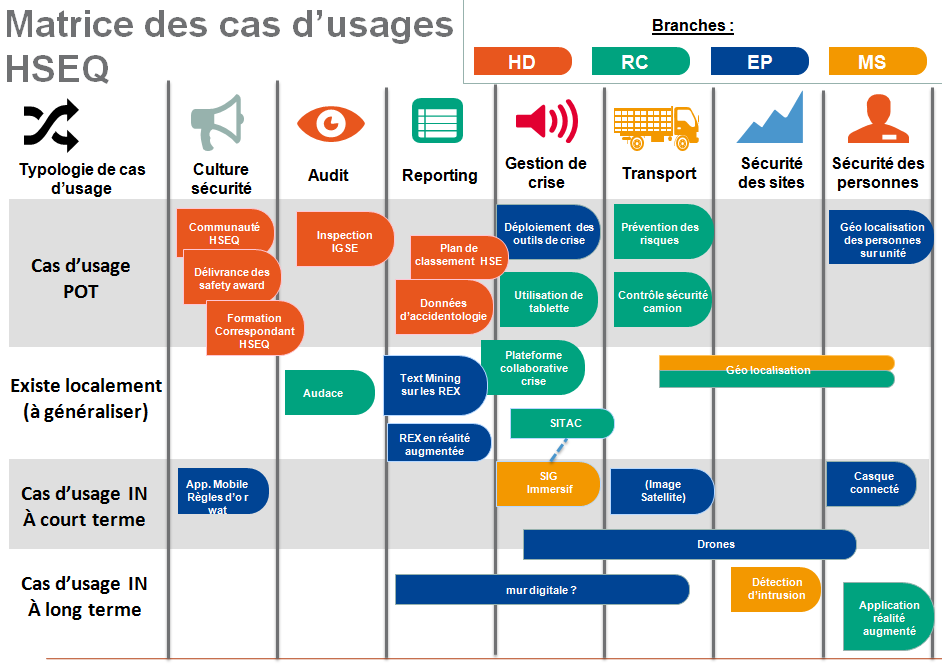 Matrice des cas d’usages
HSEQ
Branches :
HD
RC
EP
MS
Typologie de cas
d’usage
Culture
sécurité
Audit
Reporting
Gestion de
crise
Transport
Sécurité
des sites
Sécurité des
personnes
Cas d’usage
POT
Communauté
HSEQ
Délivrance des
safety award
Formation
Correspondant
HSEQ
Inspection
IGSE
Plan de
classement HSE
Données
d’accidentologie
Déploiement des
outils de crise
Utilisation de
tablette
Prévention des
risques
Contrôle sécurité
camion
Géo localisation
des personnes
sur unité
Existe localement
(à généraliser)
Audace
Text Mining
sur les REX
REX en réalité
augmentée
Plateforme
collaborative
crise
SITAC
Géo localisation
Cas d’usage IN
À court terme
App. Mobile
Règles d’o r
wat
SIG
Immersif
(Image
Satellite)
Casque
connecté
Drones
Cas d’usage IN
À long terme
mur digitale ?
Détection
d’intrusion
Application
réalité
augmenté